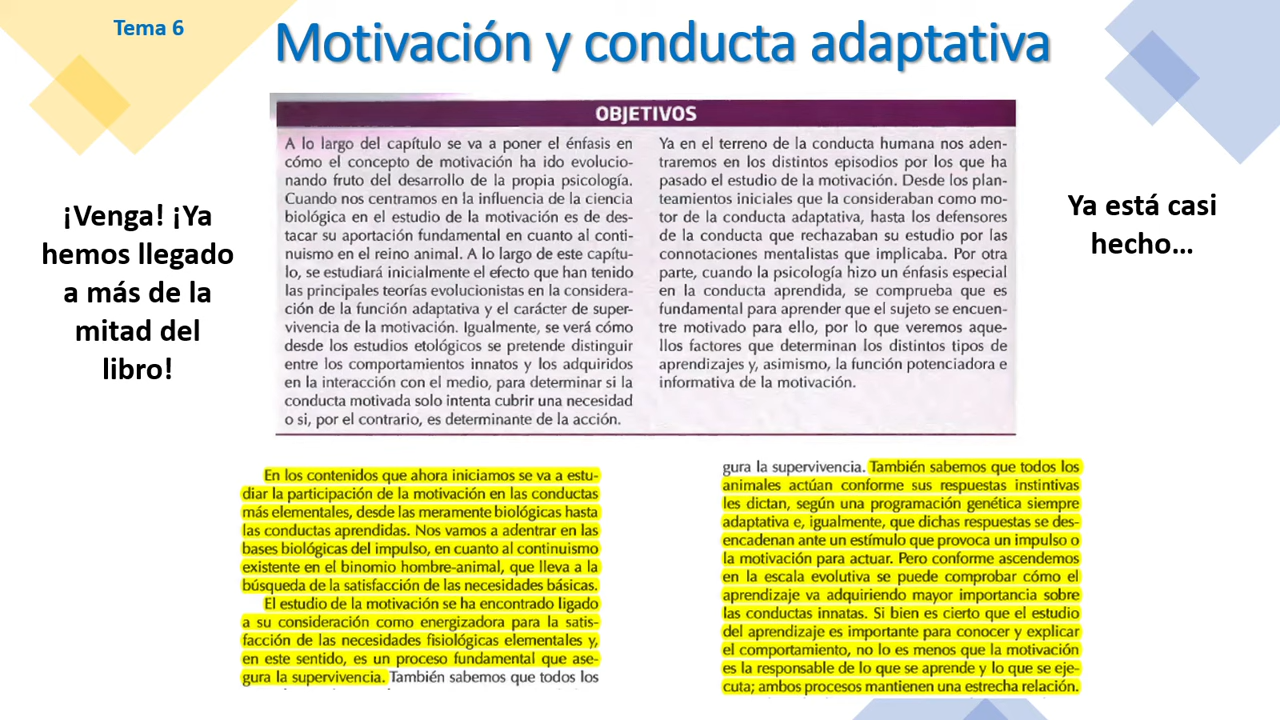 Tema 6
Motivación y conducta adaptativa
¡Venga! ¡Ya
hemos llegado
a más de la
mitad del
libro!
OBJETIVOS
A lo largo del capítulo se va a poner el énfasis en
cómo el concepto de motivación ha ido evolucio-
nando fruto del desarrollo de la propia psicología.
Cuando nos centramos en la influencia de la ciencia
biológica en el estudio de la motivación es de des-
tacar su aportación fundamental en cuanto al conti-
nuismo en el reino animal. A lo largo de este capítu-
lo, se estudiará inicialmente el efecto que han tenido
las principales teorías evolucionistas en la considera-
ción de la función adaptativa y el carácter de super-
vivencia de la motivación. Igualmente, se verá cómo
desde los estudios etológicos se pretende distinguir
entre los comportamientos innatos y los adquiridos
en la interacción con el medio, para determinar si la
conducta motivada solo intenta cubrir una necesidad
o si, por el contrario, es determinante de la acción.
Ya en el terreno de la conducta humana nos aden-
traremos en los distintos episodios por los que ha
pasado el estudio de la motivación. Desde los plan-
teamientos iniciales que la consideraban como mo-
tor de la conducta adaptativa, hasta los defensores
de la conducta que rechazaban su estudio por las
connotaciones mentalistas que implicaba. Por otra
parte, cuando la psicología hizo un énfasis especial
en la conducta aprendida, se comprueba que es
fundamental para aprender que el sujeto se encuen-
tre motivado para ello, por lo que veremos aque-
llos factores que determinan los distintos tipos de
aprendizajes y, asimismo, la función potenciadora e
informativa de la motivación.
Ya está casi
hecho…
En los contenidos que ahora iniciamos se va a estu-
diar la participación de la motivación en las conductas
más elementales, desde las meramente biológicas hasta
las conductas aprendidas. Nos vamos a adentrar en las
bases biológicas del impulso, en cuanto al continuismo
existente en el binomio hombre-animal, que lleva a la
búsqueda de la satisfacción de las necesidades básicas.
El estudio de la motivación se ha encontrado ligado
a su consideración como energizadora para la satis-
facción de las necesidades fisiológicas elementales y,
en este sentido, es un proceso fundamental que ase-
gura la supervivencia. También sabemos que todos los
gura la supervivencia. También sabemos que todos los
animales actúan conforme sus respuestas instintivas
les dictan, según una programación genética siempre
adaptativa e, igualmente, que dichas respuestas se des-
encadenan ante un estímulo que provoca un impulso o
la motivación para actuar. Pero conforme ascendemos
en la escala evolutiva se puede comprobar cómo el
aprendizaje va adquiriendo mayor importancia sobre
las conductas innatas. Si bien es cierto que el estudio
del aprendizaje es importante para conocer y explicar
el comportamiento, no lo es menos que la motivación
es la responsable de lo que se aprende y lo que se eje-
cuta; ambos procesos mantienen una estrecha relación.